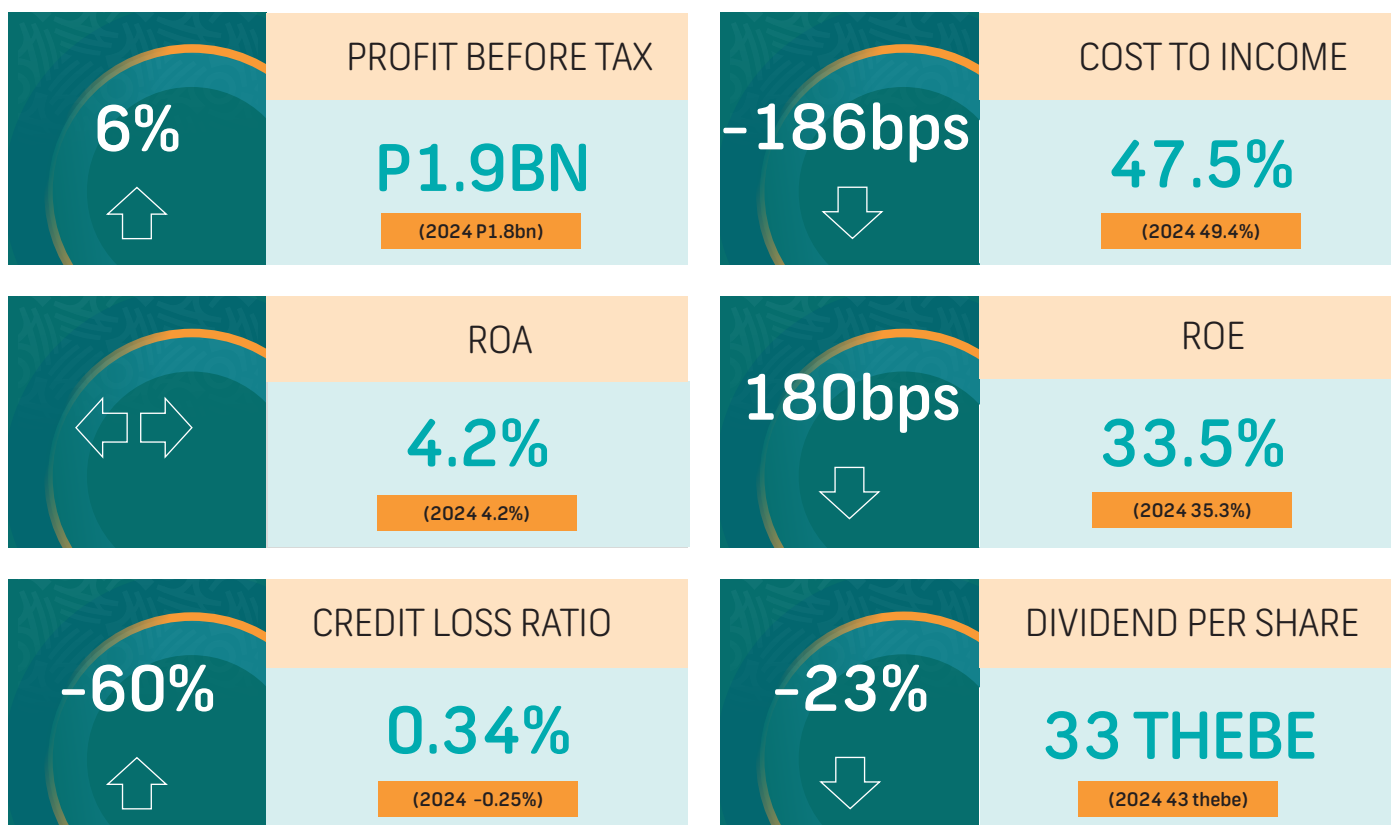 PROFIT BEFORE TAX
6%
P1.9BN
(2024 P1.8bn)
COST TO INCOME
-186bps
47.5%
(2024 49.4%)
ROA
4.2%
(2024 4.2%)
ROE
180bps
33.5%
(2024 35.3%)
CREDIT LOSS RATIO
-60%
0.34%
(2024 -0.25%)
DIVIDEND PER SHARE
-23%
33 THEBE
(2024 43 thebe)